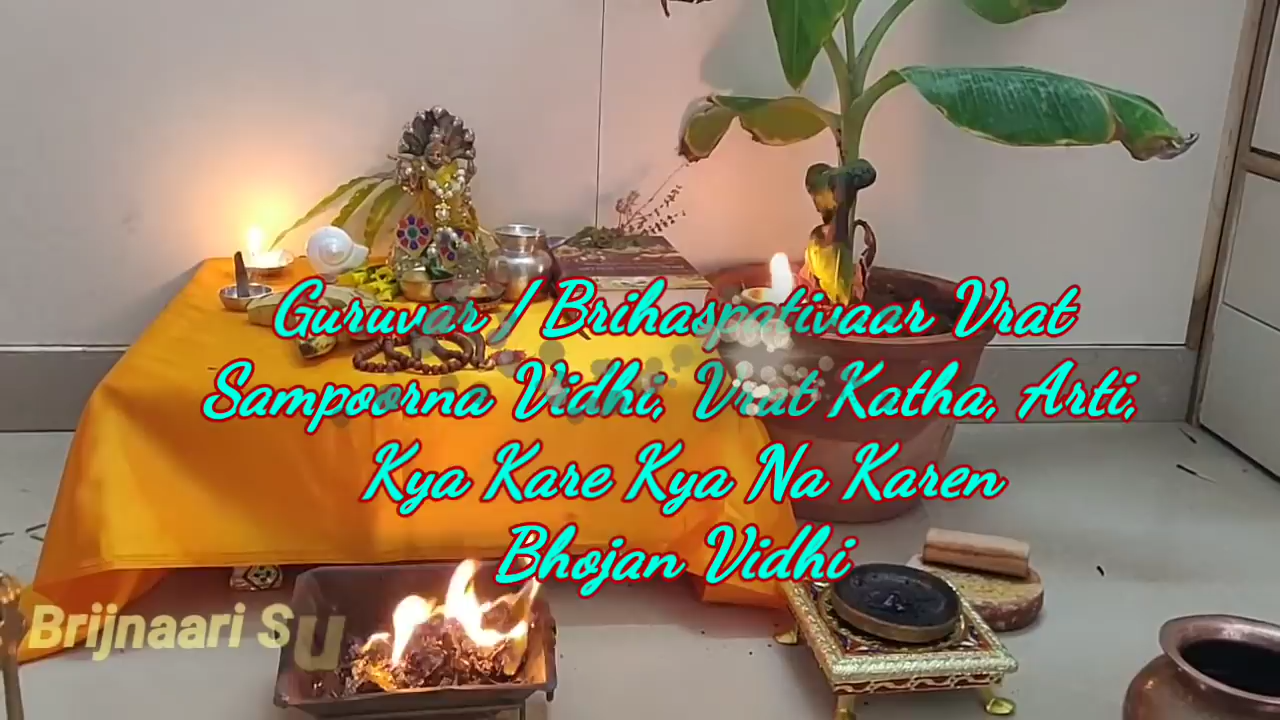 Guruvar / Brihaspativaar Vrat
Sampoorna Vidhi, Vrat Katha, Arti,
Kya Kare Kya Na Karen
Bhojan Vidhi
Brijnaari Su